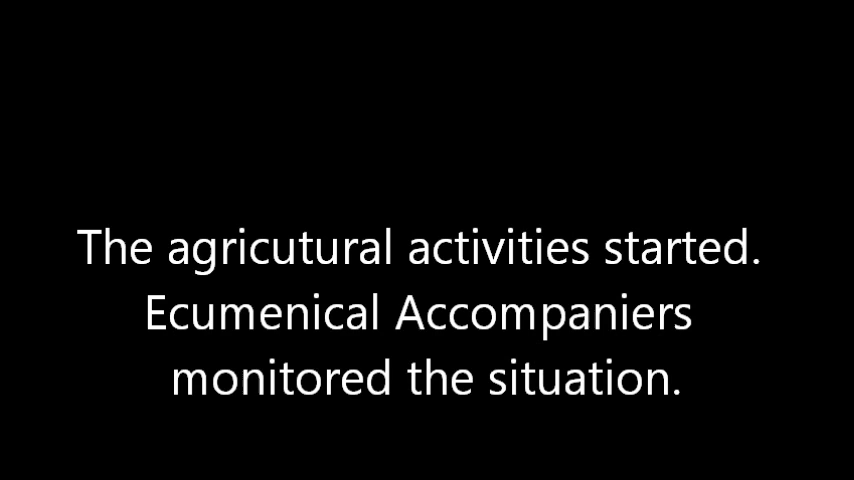 The agricutural activities started.
Ecumenical Accompaniers
monitored the situation.